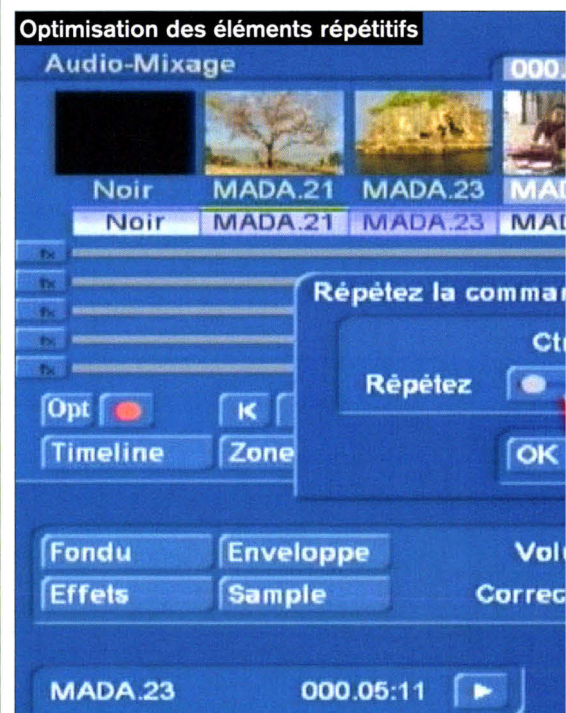 Optimisation des éléments répétitifs
Audio-Mixage 000.
Noir MADA.21 MADA.23 MA
Noir MADA.21 MADA.23 MA
fx
fx
fx
fx
fx
Répétez la comma
Ct
Répétez
Opt
Timeline Zone
OK
Fondu Enveloppe Vol
Effets Sample Correc
MADA.23 000.05:11